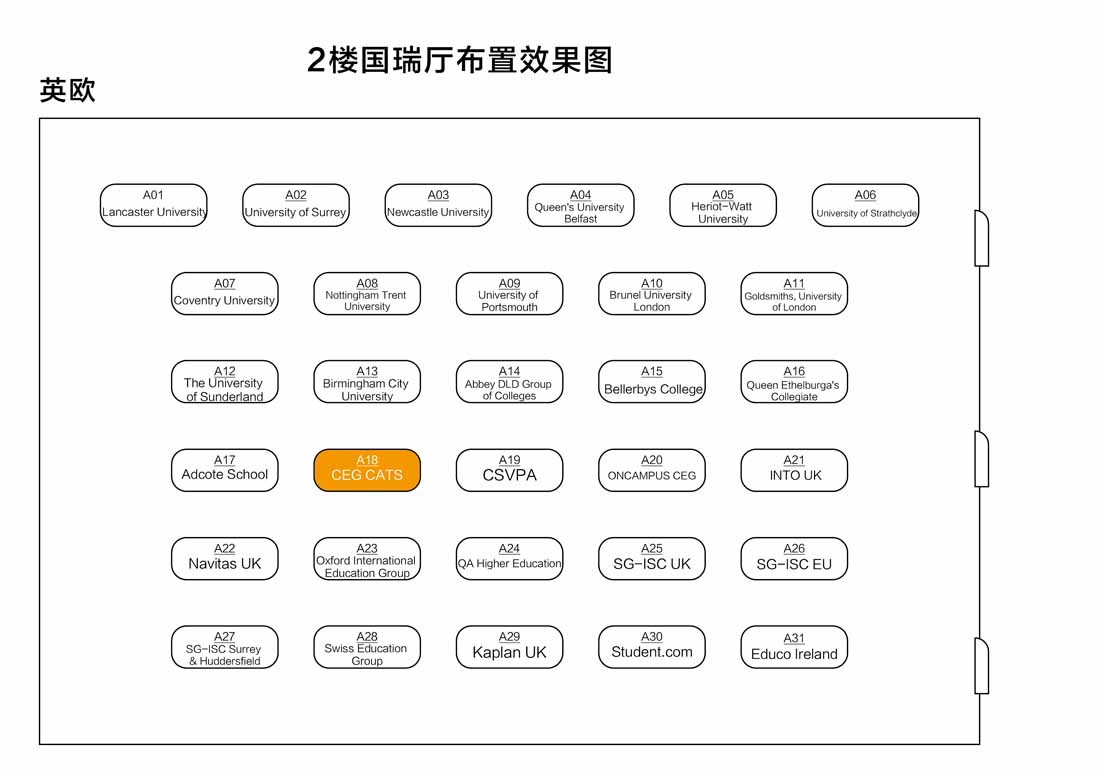 2楼国瑞厅布置效果图
英欧
A01
Lancaster University
A02
University of Surrey
A03
Newcastle University
A04
Queen's University
Belfast
A05
Heriot-Watt
University
A06
University of Strathclyde
A07
Coventry University
A08
Nottingham Trent
University
A09
University of
Portsmouth
A10
Brunel University
London
A11
Goldsmiths, University
of London
A12
The University
of Sunderland
A13
Birmingham City
University
A14
Abbey DLD Group
of Colleges
A15
Bellerbys College
A16
Queen Ethelburga's
Collegiate
A17
Adcote School
A18
CEG CATS
A19
CSVPA
A20
ONCAMPUS CEG
A21
INTO UK
A22
Navitas UK
A23
Oxford International
Education Group
A24
QA Higher Education
A25
SG-ISC UK
A26
SG-ISC EU
A27
SG-ISC Surrey
& Huddersfield
A28
Swiss Education
Group
A29
Kaplan UK
A30
Student.com
A31
Educo Ireland